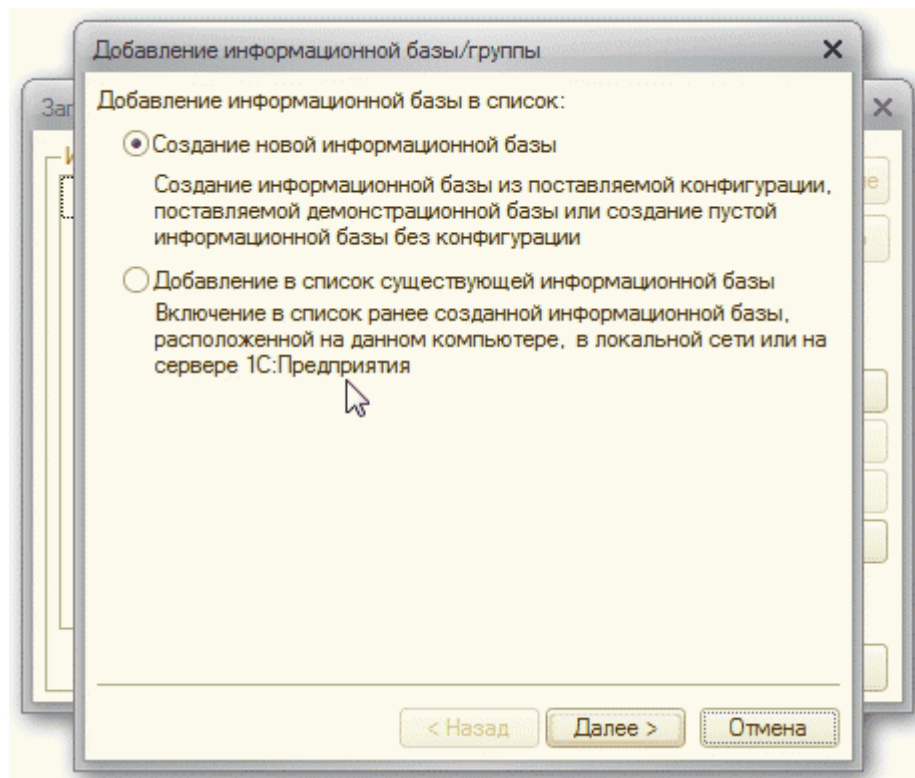 Добавление информационной базы/группы
Добавление информационной базы в список:
Создание новой информационной базы
Создание информационной базы из поставляемой конфигурации,
поставляемой демонстрационной базы или создание пустой
информационной базы без конфигурации
Добавление в список существующей информационной базы
Включение в список ранее созданной информационной базы,
расположенной на данном компьютере, в локальной сети или на
сервере 1С:Предприятия
< Назад Далее > Отмена